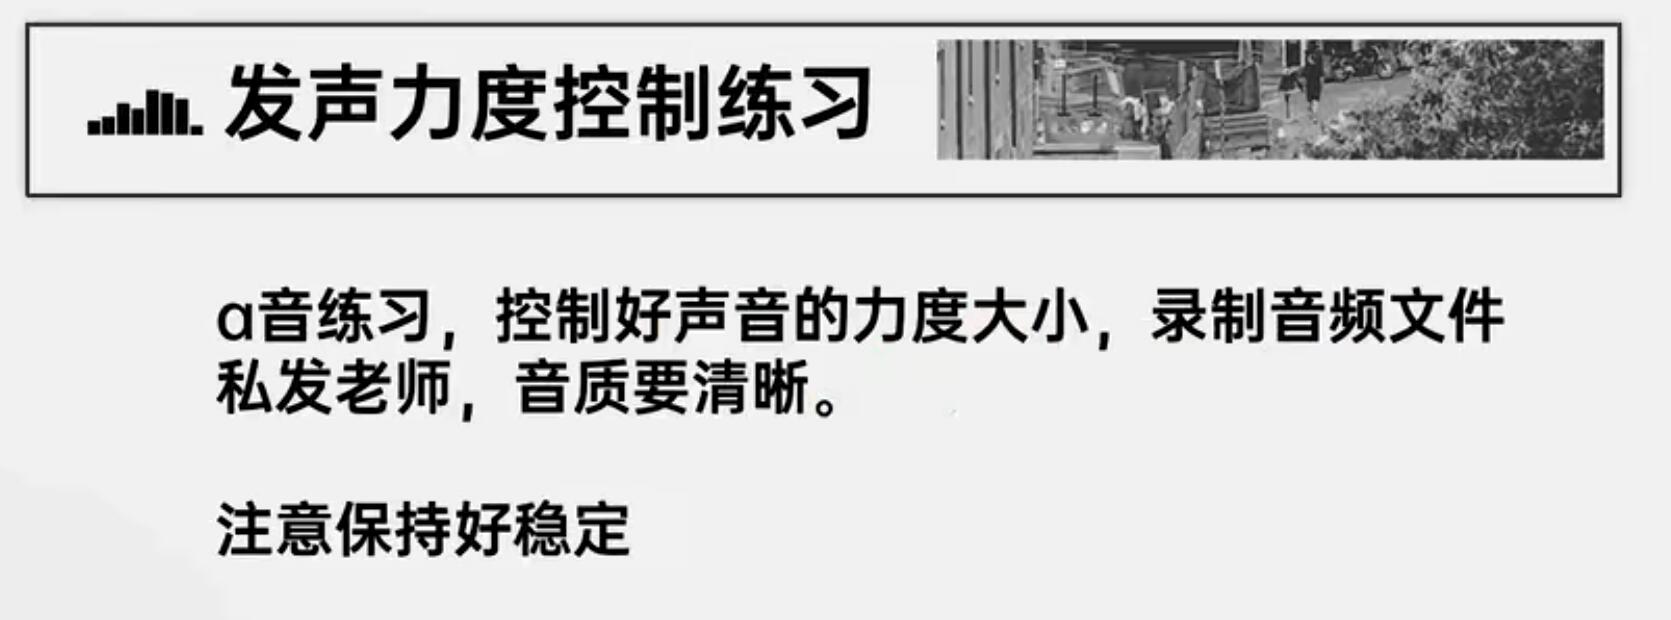 发声力度控制练习
ɑ音练习，控制好声音的力度大小，录制音频文件
私发老师，音质要清晰。
注意保持好稳定